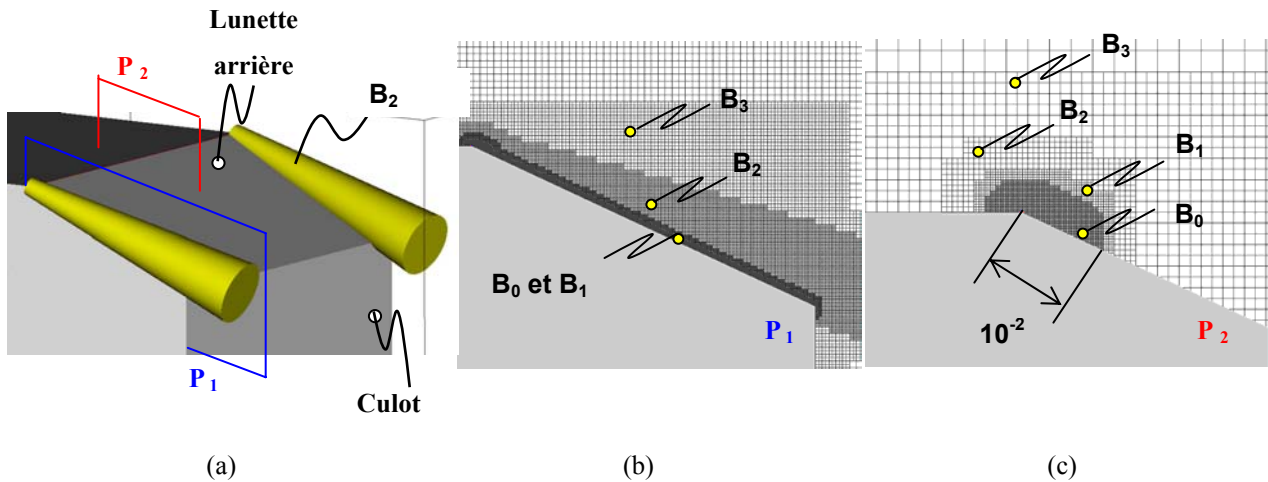 Lunette
arrière
P 2
B2
P 1
Culot
(a)
B3
B2
B0 et B1
P 1
(b)
B3
B2
B1
B0
10-2
P 2
(c)